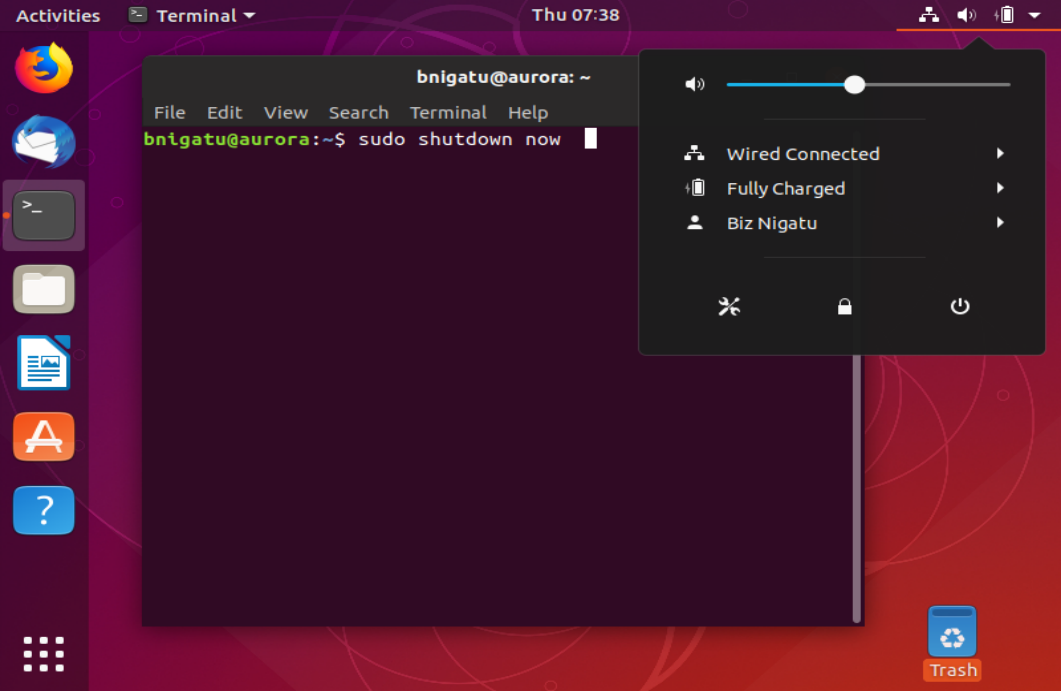 Activities Terminal Thu 07:38
bnigatu@aurora: ~
File Edit View Search Terminal Help
bnigatu@aurora:~$ sudo shutdown now
Wired Connected
Fully Charged
Biz Nigatu
>_
?
Trash